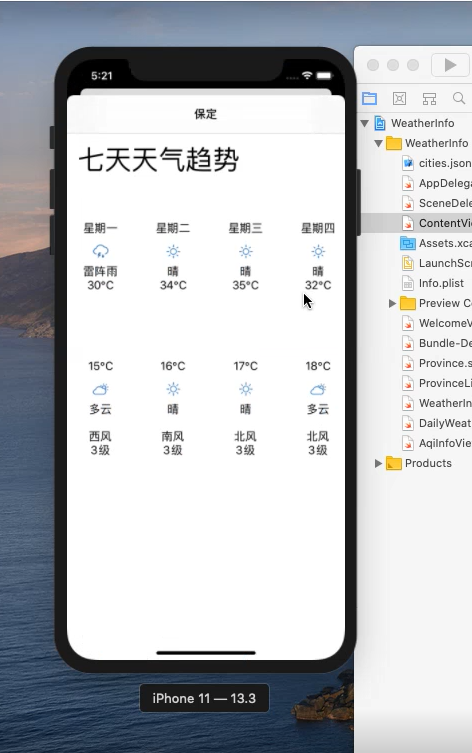 5:21
保定
七天天气趋势
星期一 星期二 星期三 星期四
雷阵雨 晴 晴 晴
30°C 34°C 35°C 32°C
15°C 16°C 17°C 18°C
多云 晴 晴 多云
西风 南风 北风 北风
3级 3级 3级 3级
iPhone 11 — 13.3
WeatherInfo
WeatherInfo
cities.json
AppDelega
SceneDele
ContentVi
Assets.xca
LaunchScr
Info.plist
Preview Co
WelcomeV
Bundle-De
Province.s
ProvinceLi
WeatherIn
DailyWeat
AqiInfoVie
Products